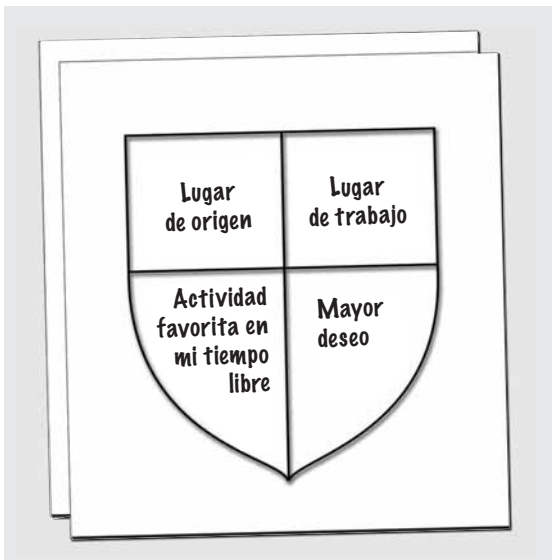 Lugar
de origen
Lugar
de trabajo
Actividad
favorita en
mi tiempo
libre
Mayor
deseo